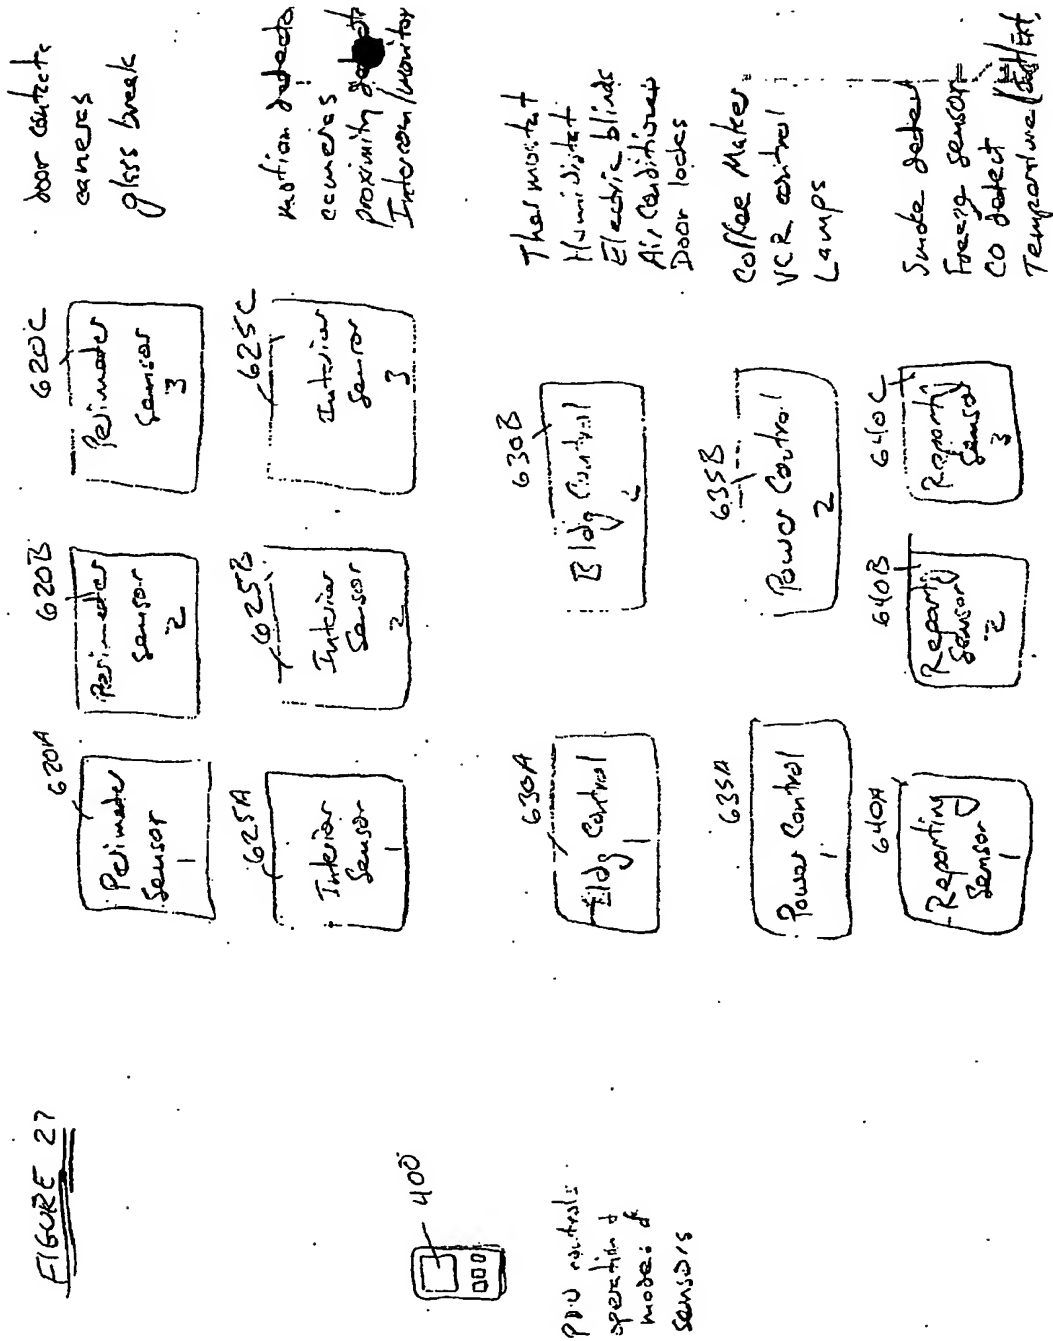 FIGURE 27
620A
620B
620C
Perimeter
Sensor
1
Perimeter
Sensor
2
Perimeter
Sensor
3
door contacts
cameras
glass break
625A
625B
625C
Interior
Sensor
1
Interior
Sensor
2
Interior
Sensor
3
Motion detector
cameras
proximity
Intercom/Monitor
400
controls
operation &
modes of
sensors
630A
630B
Bldg Control
1
Bldg Control
Thermostat
Humidistat
Electric blinds
Air Conditioner
Door locks
635A
635B
Power Control
1
Power Control
2
Coffee Maker
VCR control
Lamps
640A
640B
640C
Reporting
Sensor
1
Reporting
Sensor
2
Reporting
Sensor
3
Smoke detect
Freeze sensor
CO detect
Temperature